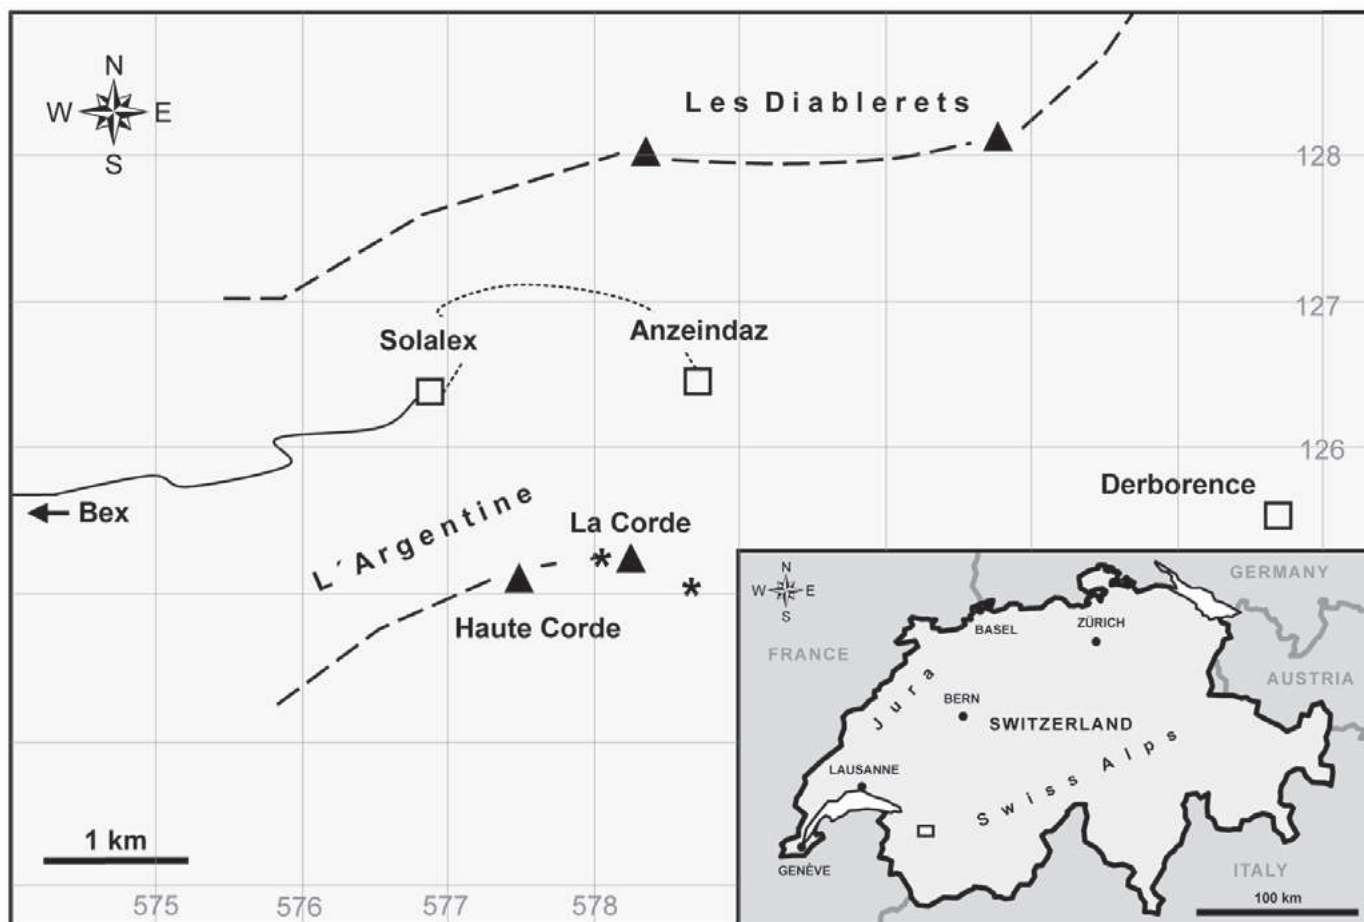 N
W E
S
Les Diablerets
128
127
Solalex
Anzeindaz
126
Derborence
Bex
L'Argentine
La Corde
Haute Corde
1 km
575 576 577 578
N
W E
S
GERMANY
BASEL
ZÜRICH
FRANCE
AUSTRIA
Jura
BERN
SWITZERLAND
LAUSANNE
Swiss Alps
GENÈVE
ITALY
100 km